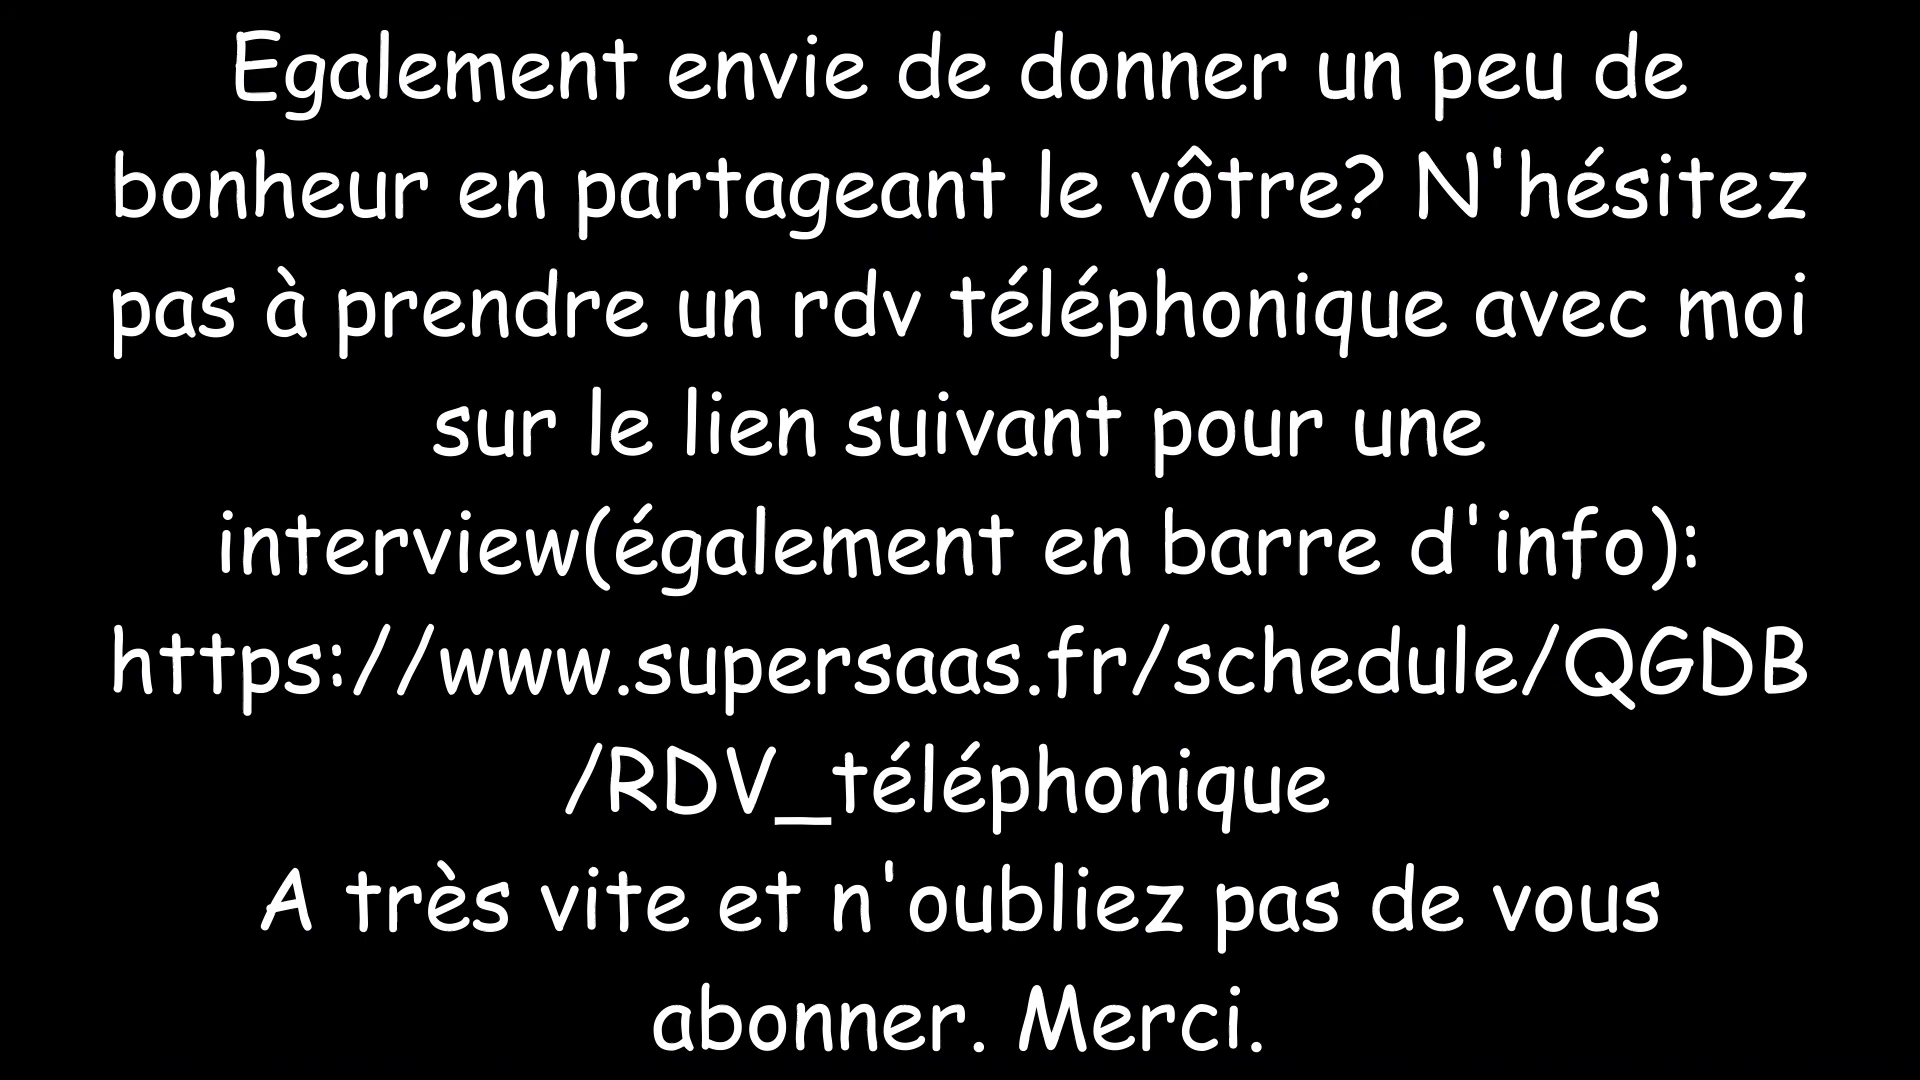 Egalement envie de donner un peu de
bonheur en partageant le vôtre? N'hésitez
pas à prendre un rdv téléphonique avec moi
sur le lien suivant pour une
interview(également en barre d'info):
https://www.supersaas.fr/schedule/QGDB
/RDV_téléphonique
A très vite et n'oubliez pas de vous
abonner. Merci.